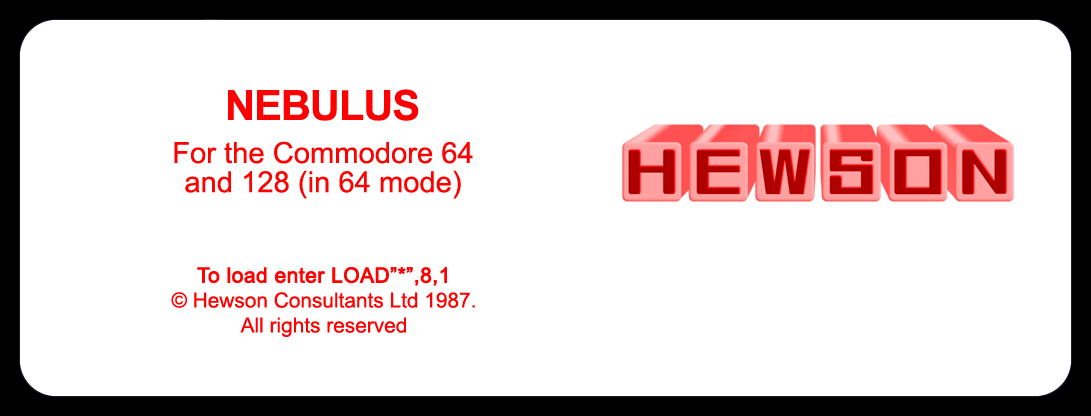 NEBULUS
For the Commodore 64
and 128 (in 64 mode)
To load enter LOAD”*”,8,1
© Hewson Consultants Ltd 1987.
All rights reserved
HEWSON